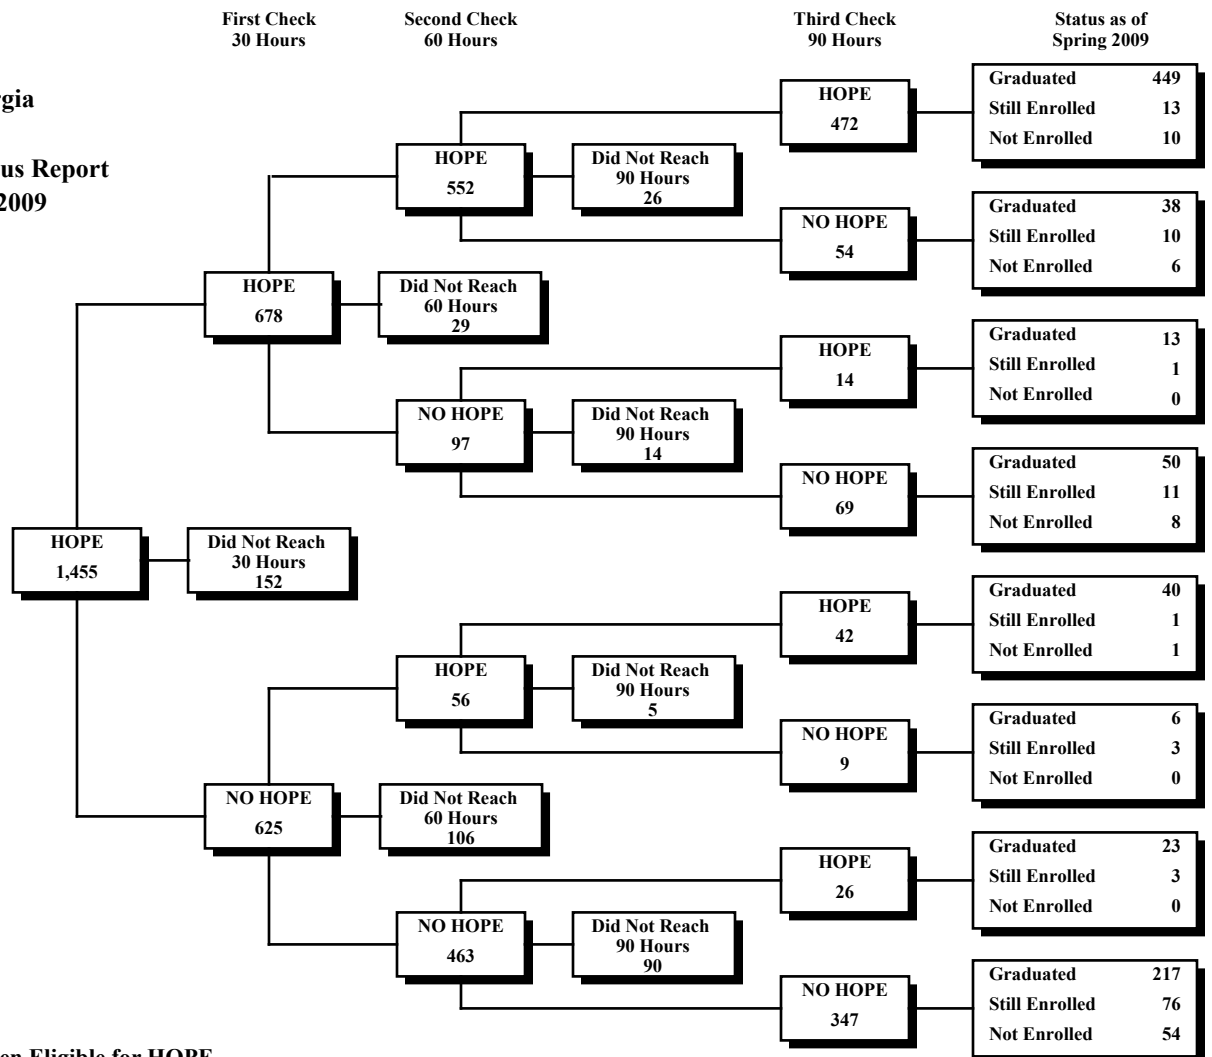 First Check
30 Hours
Second Check
60 Hours
Third Check
90 Hours
Status as of
Spring 2009
rgia
us Report
2009
HOPE
1,455
Did Not Reach
30 Hours
152
HOPE
678
Did Not Reach
60 Hours
29
NO HOPE
625
Did Not Reach
60 Hours
106
HOPE
552
Did Not Reach
90 Hours
26
NO HOPE
97
Did Not Reach
90 Hours
14
HOPE
56
Did Not Reach
90 Hours
5
NO HOPE
463
Did Not Reach
90 Hours
90
HOPE
472
Graduated 449
Still Enrolled 13
Not Enrolled 10
NO HOPE
54
Graduated 38
Still Enrolled 10
Not Enrolled 6
HOPE
14
Graduated 13
Still Enrolled 1
Not Enrolled 0
NO HOPE
69
Graduated 50
Still Enrolled 11
Not Enrolled 8
HOPE
42
Graduated 40
Still Enrolled 1
Not Enrolled 1
NO HOPE
9
Graduated 6
Still Enrolled 3
Not Enrolled 0
HOPE
26
Graduated 23
Still Enrolled 3
Not Enrolled 0
NO HOPE
347
Graduated 217
Still Enrolled 76
Not Enrolled 54
en Eligible for HOPE